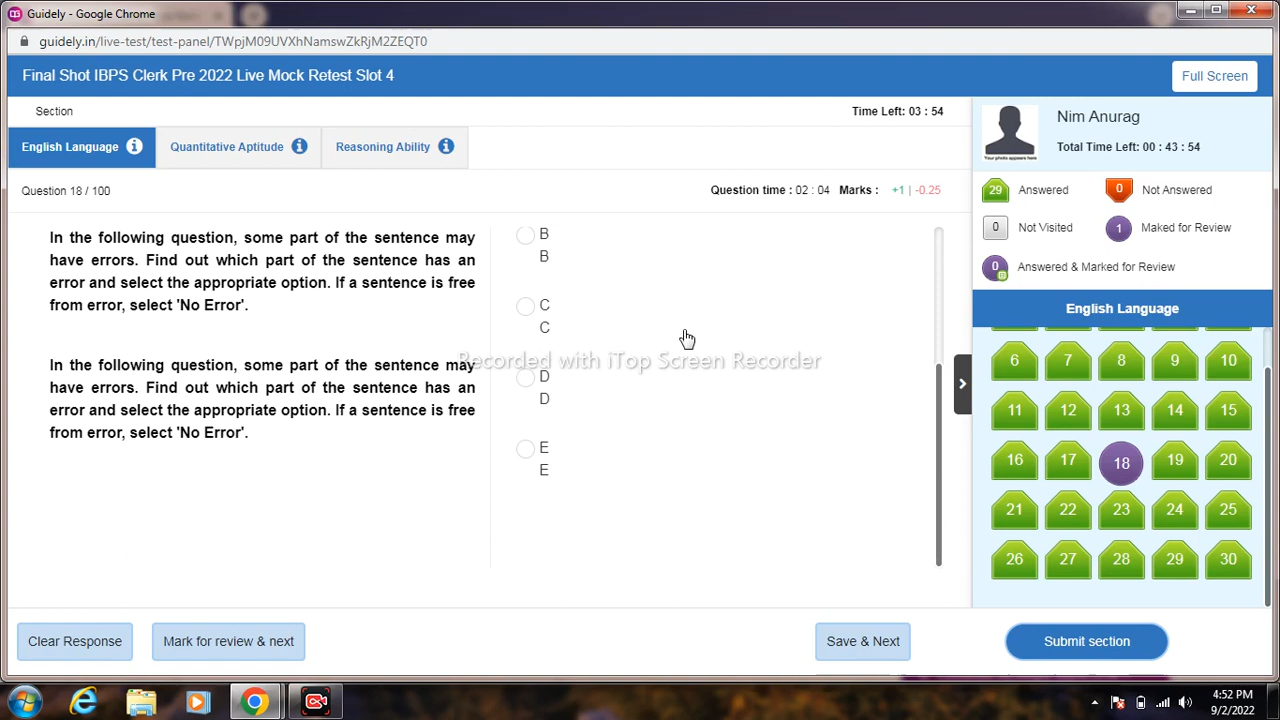 Guidely - Google Chrome
guidely.in/live-test/test-panel/TWpjM09UVXhNamswZkRjM2ZEQT0
Final Shot IBPS Clerk Pre 2022 Live Mock Retest Slot 4
Full Screen
Section
Time Left: 03 : 54
English Language
Quantitative Aptitude
Reasoning Ability
Question 18 / 100
Question time : 02 : 04 Marks : +1 | -0.25
In the following question, some part of the sentence may
have errors. Find out which part of the sentence has an
error and select the appropriate option. If a sentence is free
from error, select 'No Error'.
In the following question, some part of the sentence may
have errors. Find out which part of the sentence has an
error and select the appropriate option. If a sentence is free
from error, select 'No Error'.
B
B
C
C
D
D
E
E
Recorded with iTop Screen Recorder
Nim Anurag
Total Time Left: 00 : 43 : 54
Your photo appears here
29 Answered
0 Not Answered
0 Not Visited
1 Maked for Review
0 Answered & Marked for Review
English Language
6 7 8 9 10
11 12 13 14 15
16 17 18 19 20
21 22 23 24 25
26 27 28 29 30
Clear Response
Mark for review & next
Save & Next
Submit section
4:52 PM
9/2/2022